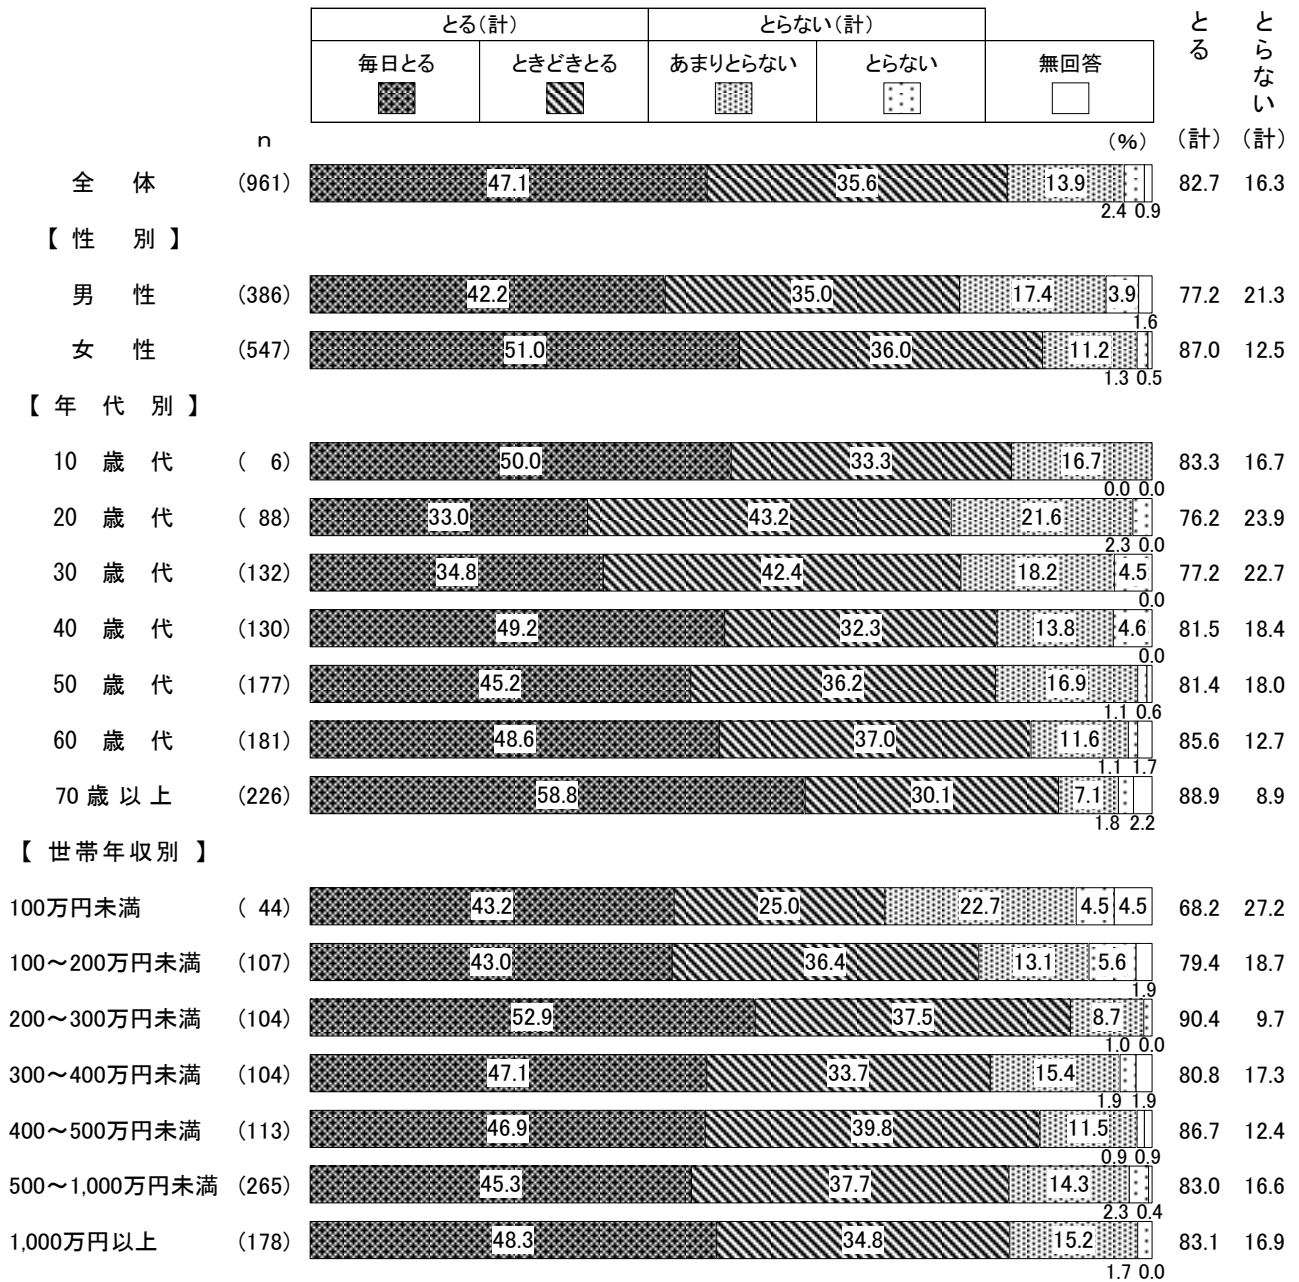 とる(計) とらない(計) とる とらない
毎日とる ときどきとる あまりとらない とらない 無回答
n (%) (計) (計)
全 体 (961) 47.1 35.6 13.9 82.7 16.3
2.4 0.9
【 性 別 】
男 性 (386) 42.2 35.0 17.4 3.9 77.2 21.3
1.6
女 性 (547) 51.0 36.0 11.2 87.0 12.5
1.3 0.5
【 年 代 別 】
10 歳 代 ( 6) 50.0 33.3 16.7 83.3 16.7
0.0 0.0
20 歳 代 ( 88) 33.0 43.2 21.6 76.2 23.9
2.3 0.0
30 歳 代 (132) 34.8 42.4 18.2 4.5 77.2 22.7
0.0
40 歳 代 (130) 49.2 32.3 13.8 4.6 81.5 18.4
0.0
50 歳 代 (177) 45.2 36.2 16.9 81.4 18.0
1.1 0.6
60 歳 代 (181) 48.6 37.0 11.6 85.6 12.7
1.1 1.7
70 歳 以 上 (226) 58.8 30.1 7.1 88.9 8.9
1.8 2.2
【 世帯年収別 】
100万円未満 ( 44) 43.2 25.0 22.7 4.5 4.5 68.2 27.2
100～200万円未満 (107) 43.0 36.4 13.1 5.6 79.4 18.7
1.9
200～300万円未満 (104) 52.9 37.5 8.7 90.4 9.7
1.0 0.0
300～400万円未満 (104) 47.1 33.7 15.4 80.8 17.3
1.9 1.9
400～500万円未満 (113) 46.9 39.8 11.5 86.7 12.4
0.9 0.9
500～1,000万円未満 (265) 45.3 37.7 14.3 83.0 16.6
2.3 0.4
1,000万円以上 (178) 48.3 34.8 15.2 83.1 16.9
1.7 0.0